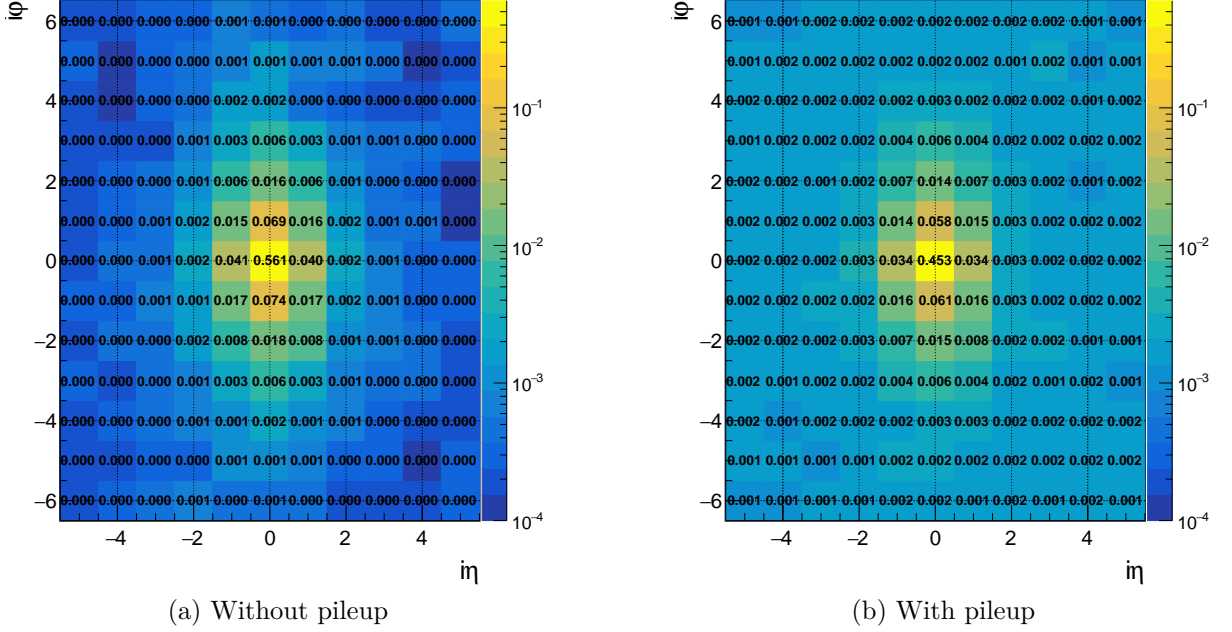 iφ
6 0.000 0.000 0.000 0.000 0.001 0.001 0.000 0.000 0.000 0.000 0.000
0.000 0.000 0.000 0.000 0.001 0.001 0.001 0.000 0.000 0.000 0.000
4 0.000 0.000 0.000 0.000 0.002 0.002 0.000 0.000 0.000 0.000 0.000
0.000 0.000 0.000 0.001 0.003 0.006 0.003 0.001 0.000 0.000 0.000
2 0.000 0.000 0.000 0.001 0.006 0.016 0.006 0.001 0.000 0.000 0.000
0.000 0.000 0.001 0.002 0.015 0.069 0.016 0.002 0.001 0.001 0.000
0 0.000 0.000 0.001 0.002 0.041 0.561 0.040 0.002 0.001 0.000 0.000
0.000 0.000 0.001 0.001 0.017 0.074 0.017 0.002 0.001 0.000 0.000
−2 0.000 0.000 0.000 0.002 0.008 0.018 0.008 0.001 0.001 0.000 0.000
0.000 0.000 0.000 0.001 0.003 0.006 0.003 0.001 0.000 0.000 0.000
−4 0.000 0.000 0.000 0.000 0.001 0.002 0.001 0.000 0.000 0.000 0.000
0.000 0.000 0.000 0.000 0.001 0.001 0.001 0.000 0.000 0.000 0.000
−6 0.000 0.000 0.000 0.001 0.000 0.001 0.000 0.000 0.000 0.000 0.000
−4 −2 0 2 4
iη
10−1
10−2
10−3
10−4
(a) Without pileup
iφ
6 0.001 0.001 0.002 0.002 0.002 0.002 0.002 0.002 0.002 0.001 0.001
0.001 0.002 0.002 0.002 0.002 0.002 0.002 0.001 0.002 0.001 0.001
4 0.002 0.002 0.002 0.002 0.002 0.003 0.002 0.002 0.002 0.002 0.002
0.001 0.002 0.002 0.002 0.004 0.006 0.004 0.002 0.002 0.002 0.002
2 0.002 0.002 0.001 0.002 0.007 0.014 0.007 0.003 0.002 0.001 0.002
0.002 0.002 0.002 0.003 0.014 0.058 0.015 0.003 0.002 0.002 0.002
0 0.002 0.002 0.002 0.003 0.034 0.453 0.034 0.003 0.002 0.002 0.002
0.002 0.002 0.002 0.002 0.016 0.061 0.016 0.003 0.002 0.002 0.002
−2 0.002 0.002 0.002 0.003 0.007 0.015 0.008 0.002 0.002 0.002 0.001
0.002 0.001 0.002 0.002 0.004 0.006 0.004 0.002 0.001 0.002 0.001
−4 0.002 0.001 0.002 0.002 0.002 0.003 0.003 0.002 0.002 0.002 0.002
0.001 0.001 0.001 0.001 0.002 0.002 0.002 0.002 0.002 0.002 0.002
−6 0.001 0.001 0.001 0.001 0.002 0.002 0.001 0.001 0.001 0.001 0.001
−4 −2 0 2 4
iη
10−1
10−2
10−3
10−4
(b) With pileup